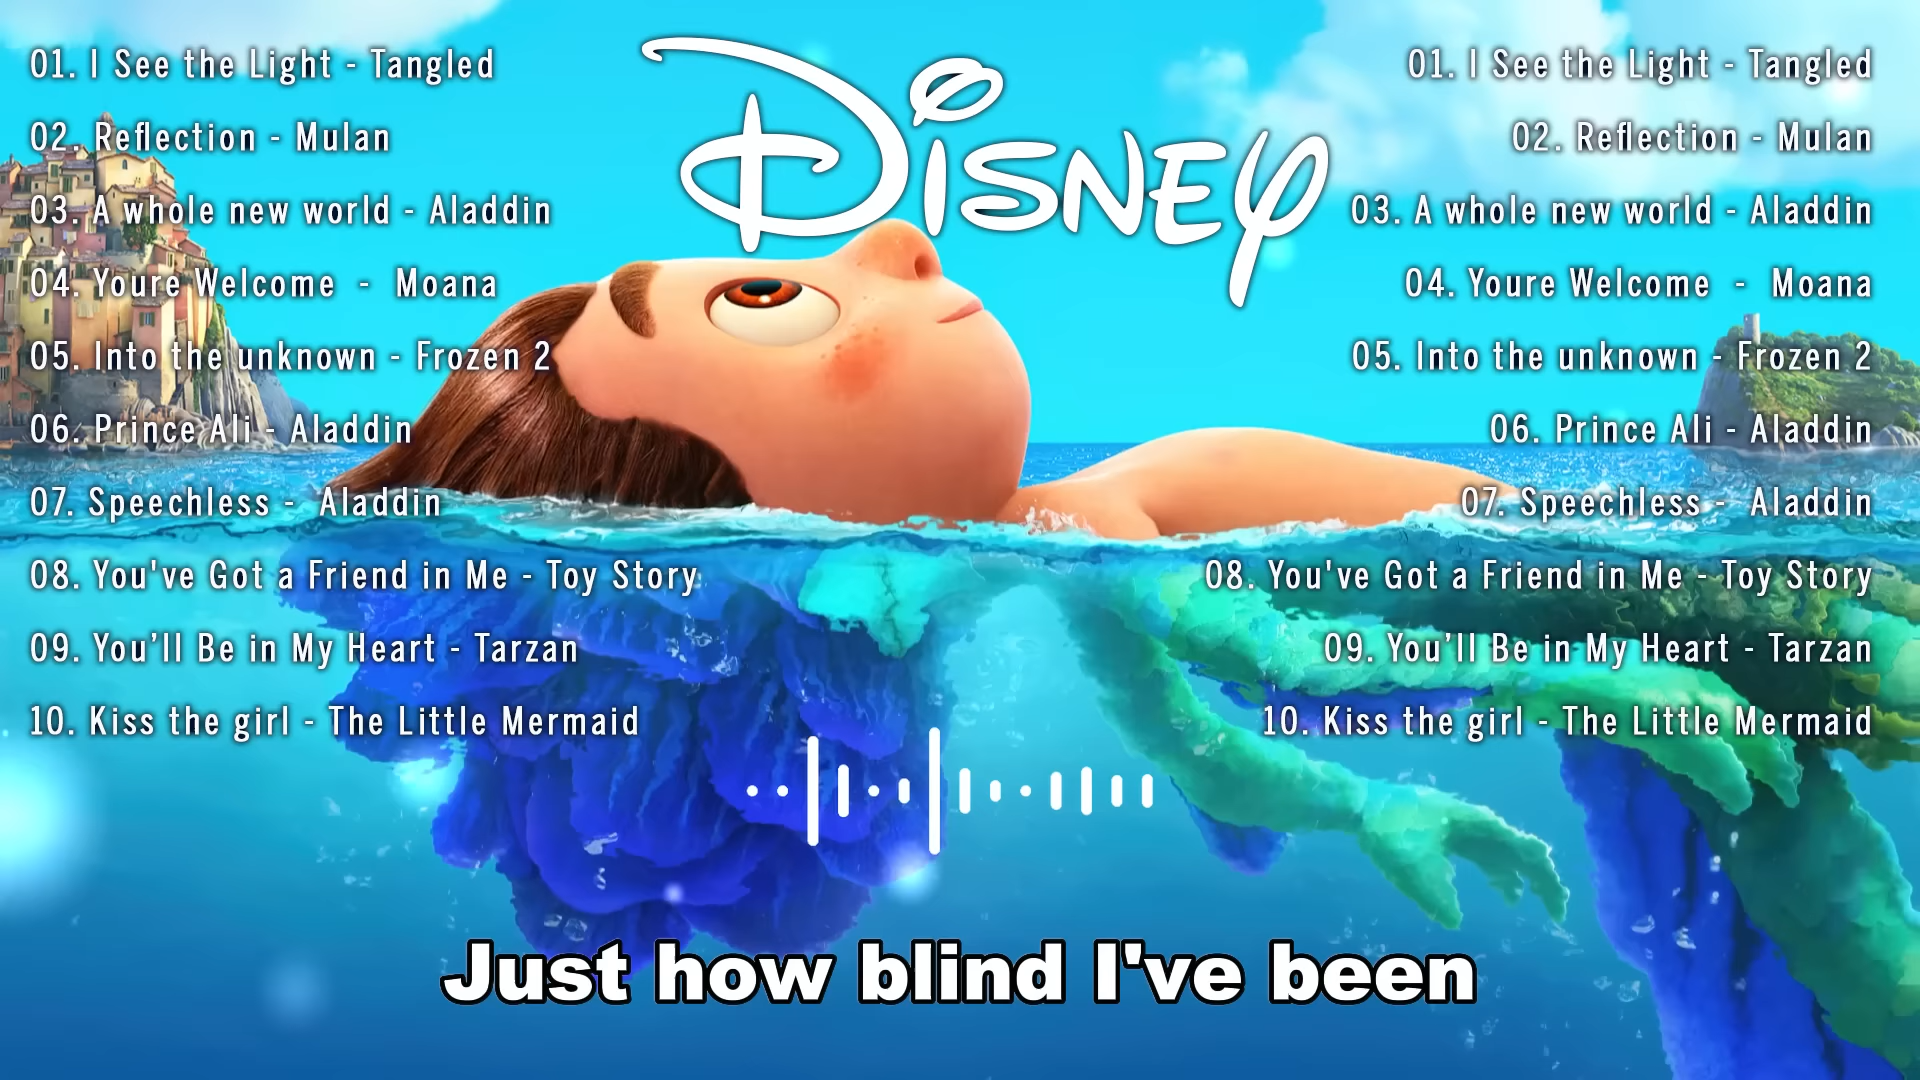 Disney
01. I See the Light - Tangled
02. Reflection - Mulan
03. A whole new world - Aladdin
04. Youre Welcome - Moana
05. Into the unknown - Frozen 2
06. Prince Ali - Aladdin
07. Speechless - Aladdin
08. You've Got a Friend in Me - Toy Story
09. You’ll Be in My Heart - Tarzan
10. Kiss the girl - The Little Mermaid
01. I See the Light - Tangled
02. Reflection - Mulan
03. A whole new world - Aladdin
04. Youre Welcome - Moana
05. Into the unknown - Frozen 2
06. Prince Ali - Aladdin
07. Speechless - Aladdin
08. You've Got a Friend in Me - Toy Story
09. You’ll Be in My Heart - Tarzan
10. Kiss the girl - The Little Mermaid
Just how blind I've been